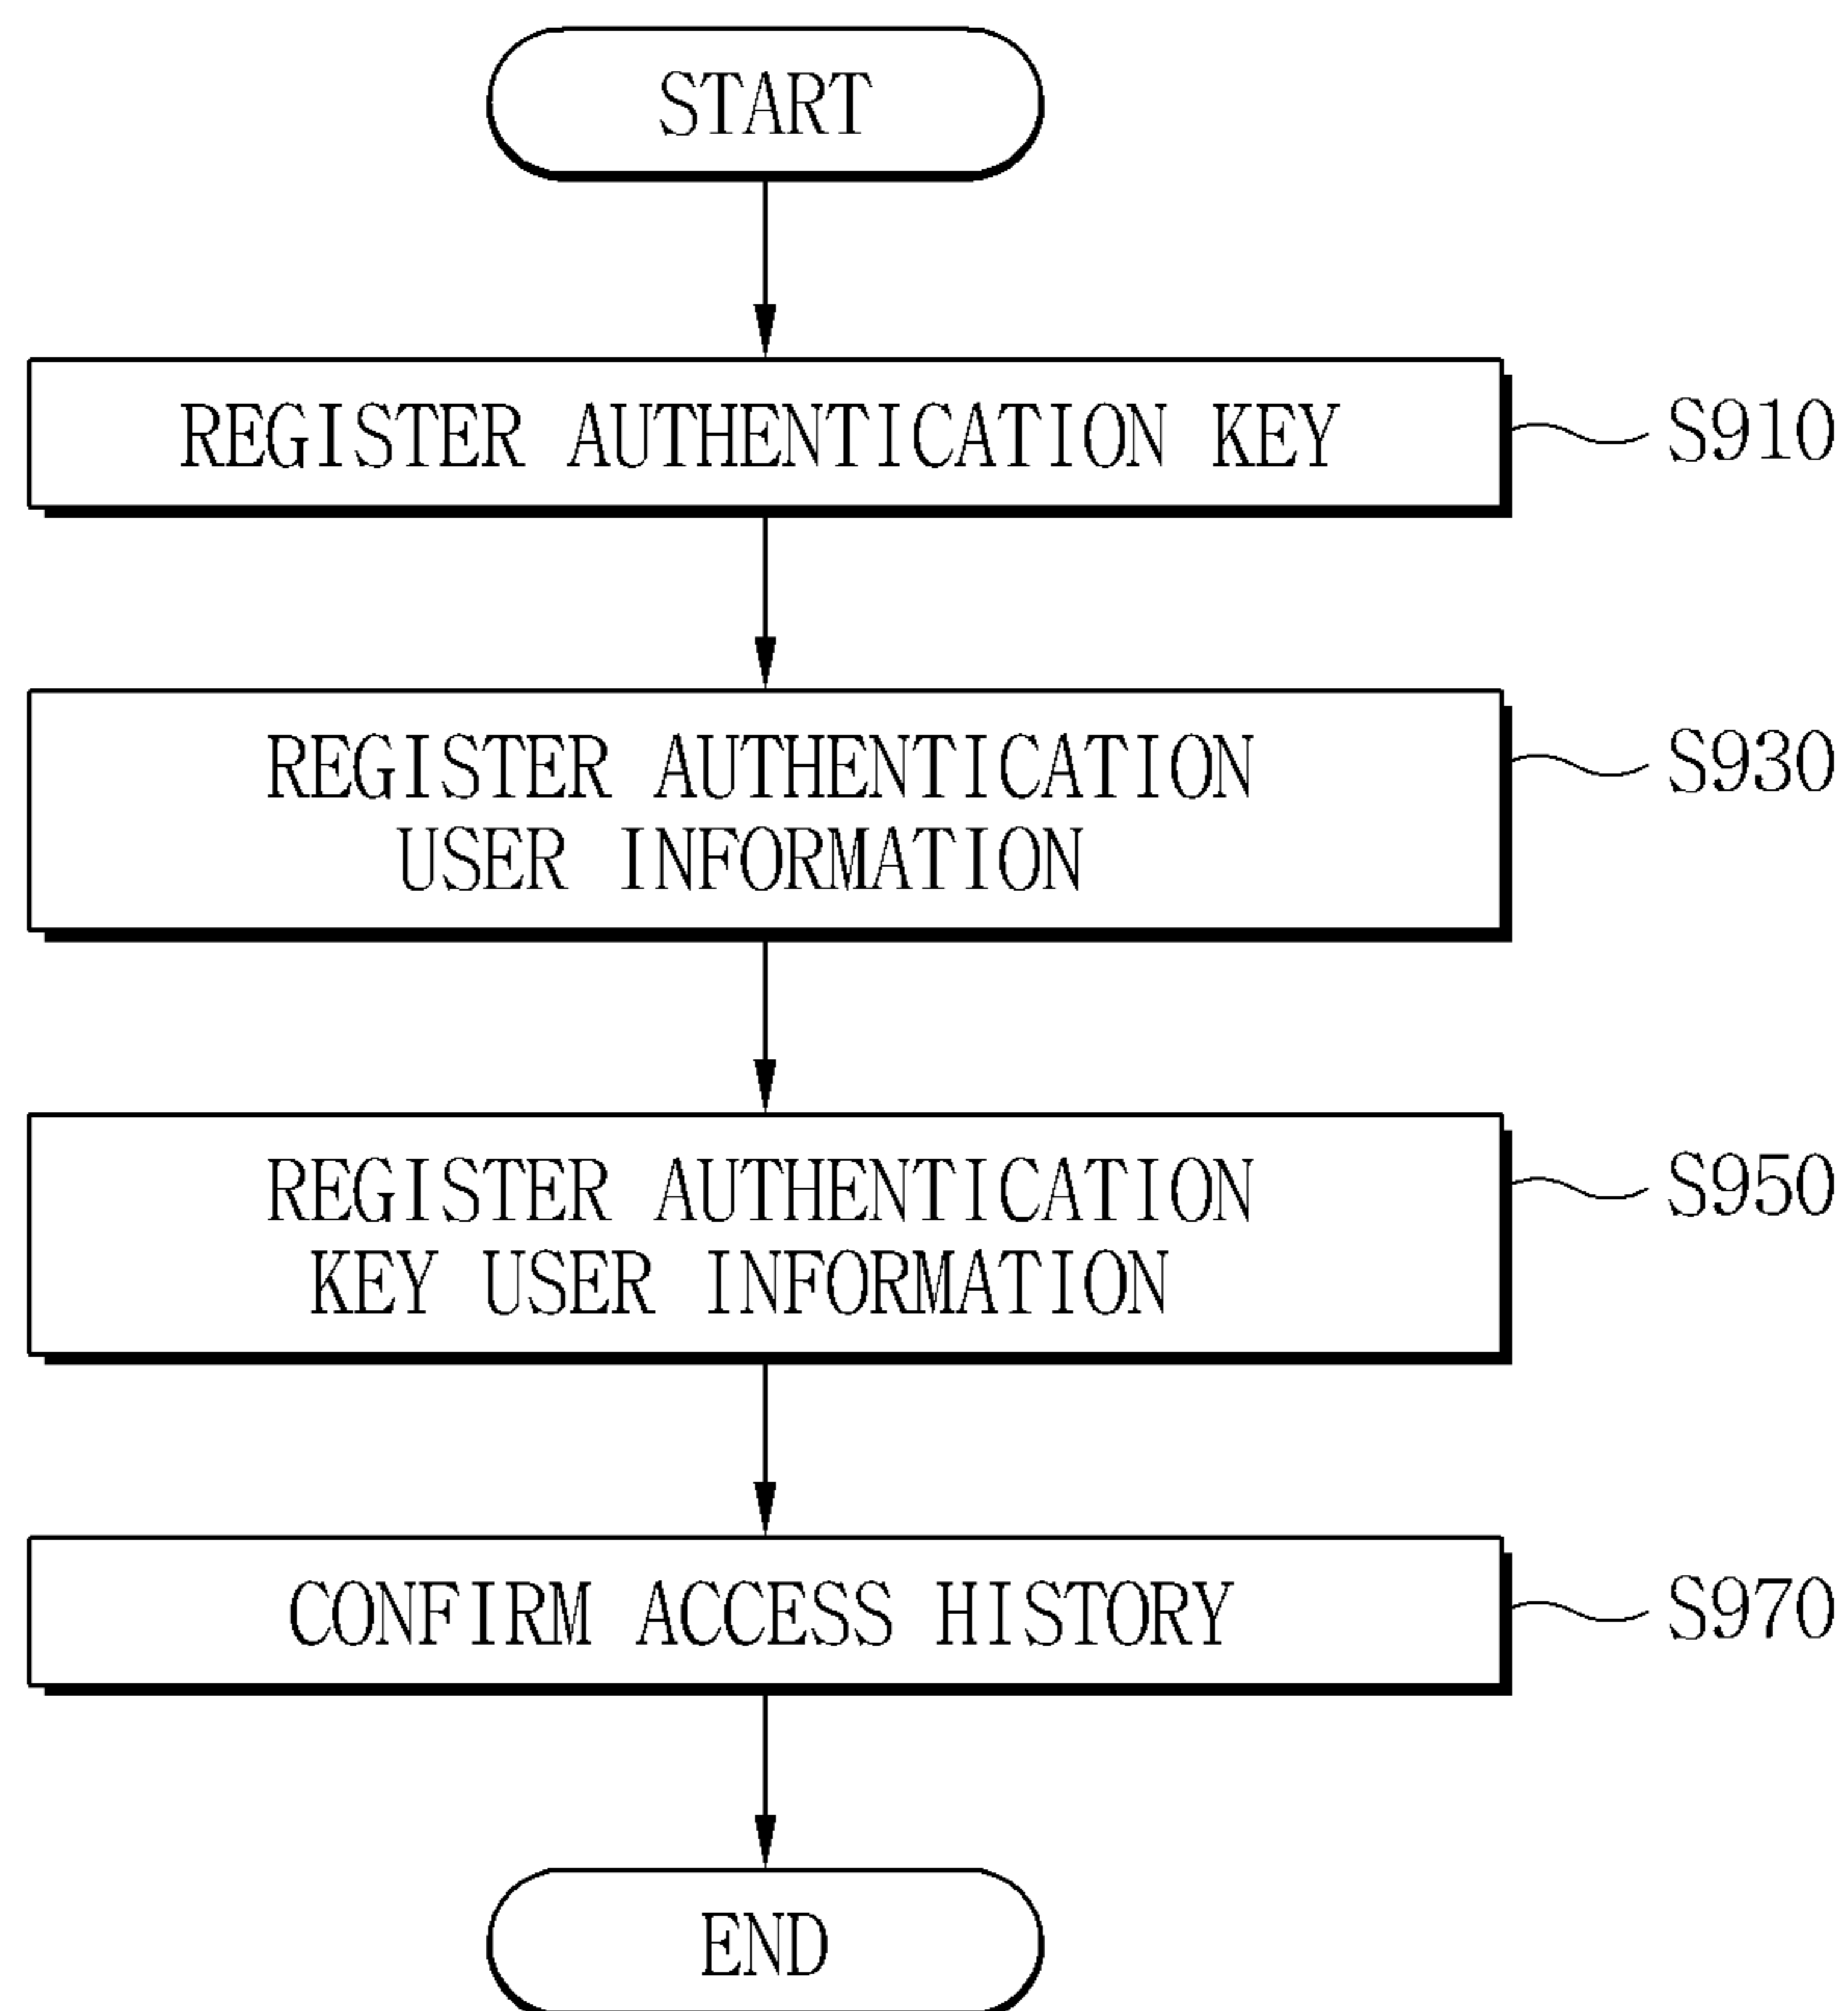 START
REGISTER AUTHENTICATION KEY
S910
REGISTER AUTHENTICATION
USER INFORMATION
S930
REGISTER AUTHENTICATION
KEY USER INFORMATION
S950
CONFIRM ACCESS HISTORY
S970
END